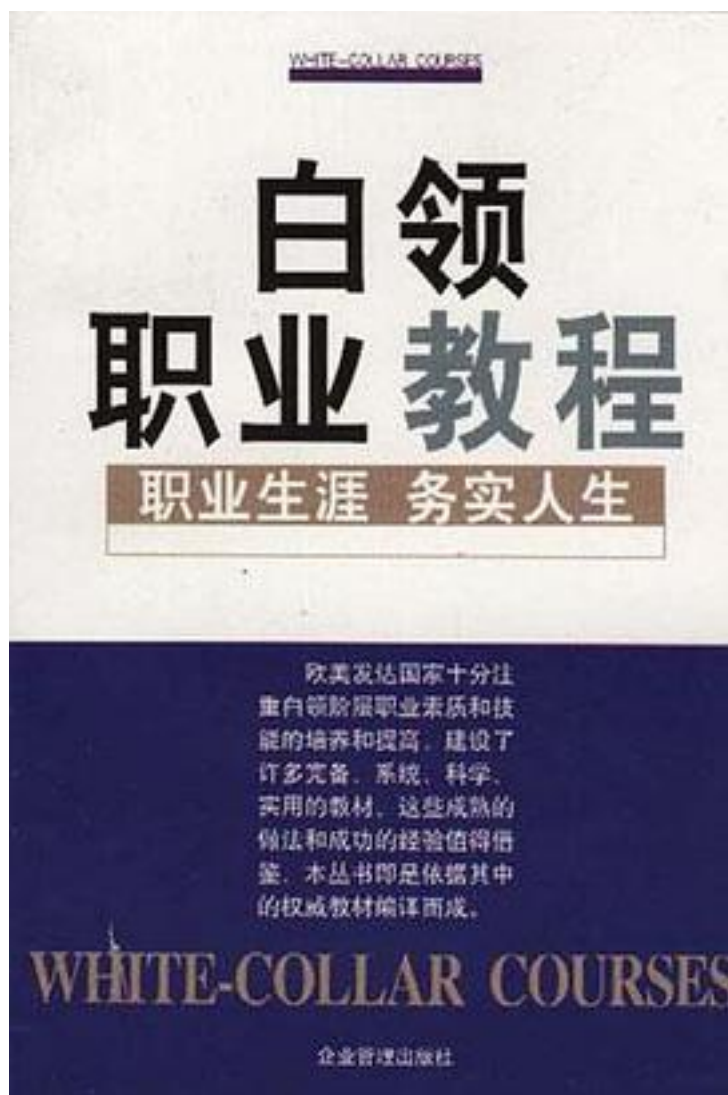 WHITE-COLLAR COURSES
白领
职业教程
职业生涯 务实人生
欧美发达国家十分注
重白领阶层职业素质和技
能的培养和提高，建设了
许多完备、系统、科学、
实用的教材，这些成熟的
做法和成功的经验值得借
鉴，本丛书即是依据其中
的权威教材编译而成。
WHITE-COLLAR COURSES
企业管理出版社